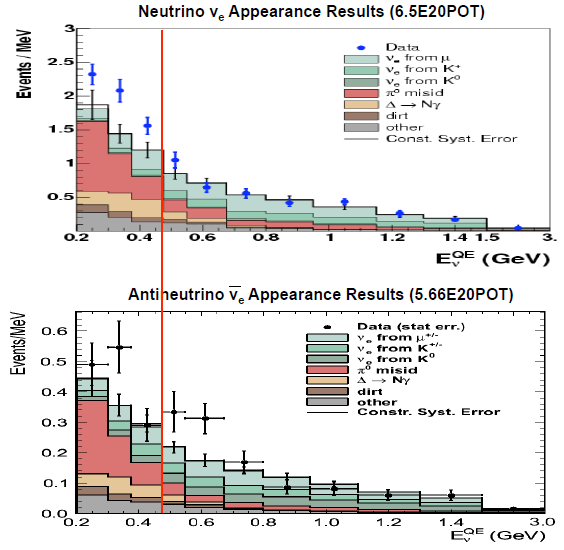 Neutrino νe Appearance Results (6.5E20POT)
Events / MeV
3
2.5
2
1.5
1
0.5
Data
νe from μ
νe from K+
νe from K0
π0 misid
Δ → Nγ
dirt
other
Const. Syst. Error
0.2 0.4 0.6 0.8 1.0 1.2 1.4 1.5 3.
EνQE (GeV)
Antineutrino ν̅e Appearance Results (5.66E20POT)
Events/MeV
0.6
0.5
0.4
0.3
0.2
0.1
0.0
Data (stat err.)
νe from μ+/-
νe from K+/-
νe from K0
π0 misid
Δ → Nγ
dirt
other
Constr. Syst. Error
0.2 0.4 0.6 0.8 1.0 1.2 1.4 3.0
EνQE (GeV)